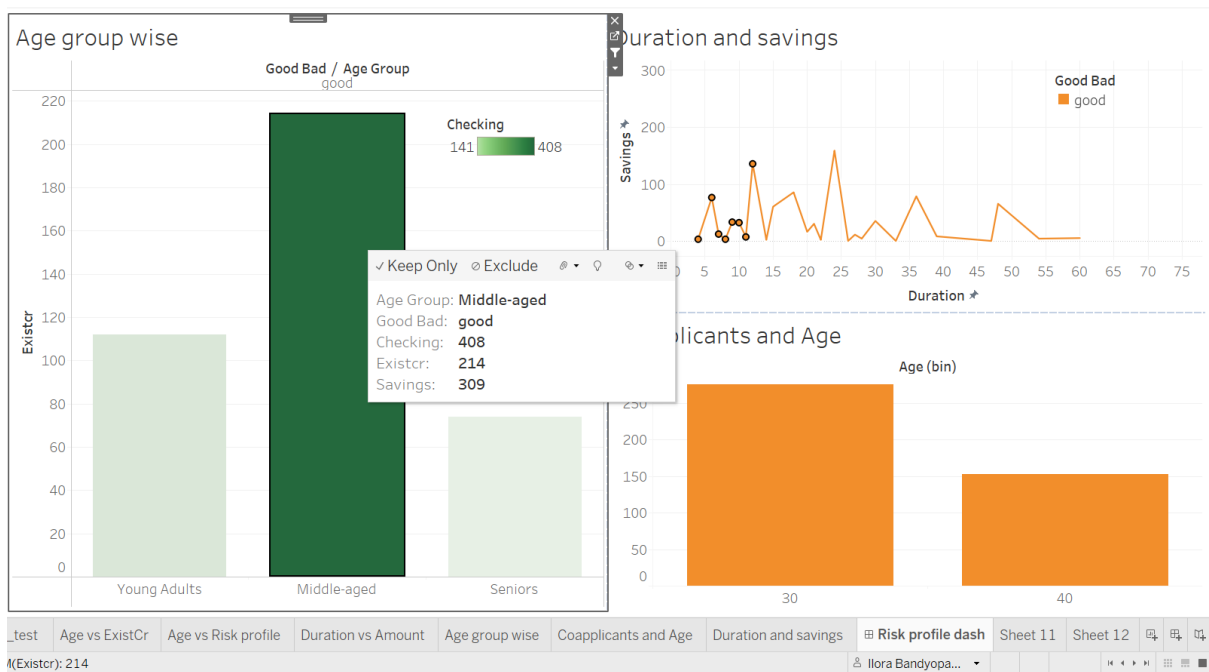 Age group wise
Good Bad / Age Group
good
220
200
180
160
140
120
100
80
60
40
20
0
Existcr
Checking
141 408
Young Adults Middle-aged Seniors
Keep Only Exclude
Age Group: Middle-aged
Good Bad: good
Checking: 408
Existcr: 214
Savings: 309
Duration and savings
300
200
100
0
Savings
Good Bad
good
0 5 10 15 20 25 30 35 40 45 50 55 60 65 70 75
Duration
plicants and Age
Age (bin)
250
200
150
100
50
0
30 40
_test Age vs ExistCr Age vs Risk profile Duration vs Amount Age group wise Coapplicants and Age Duration and savings Risk profile dash Sheet 11 Sheet 12
M(Existcr): 214 Ilora Bandyopa...